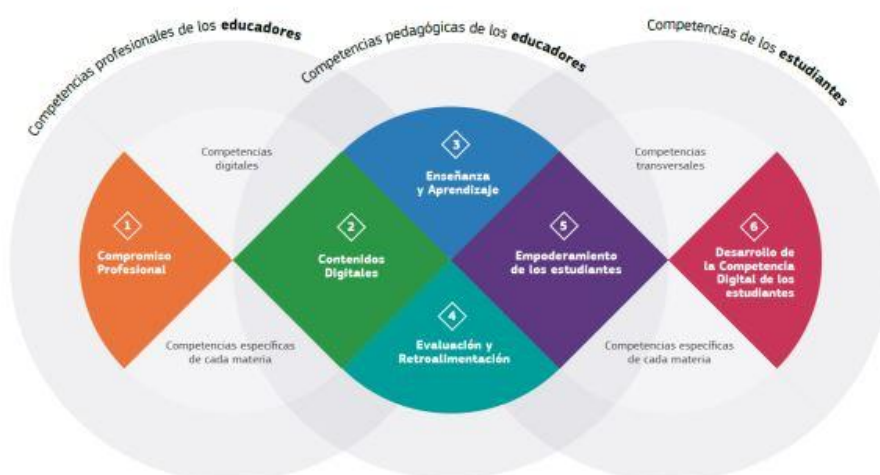 Competencias profesionales de los educadores
Competencias pedagógicas de los educadores
Competencias de los estudiantes
Competencias
digitales
Competencias
transversales
1
Compromiso
Profesional
2
Contenidos
Digitales
3
Enseñanza
y Aprendizaje
4
Evaluación y
Retroalimentación
5
Empoderamiento
de los estudiantes
6
Desarrollo de
la Competencia
Digital de los
estudiantes
Competencias específicas
de cada materia
Competencias específicas
de cada materia